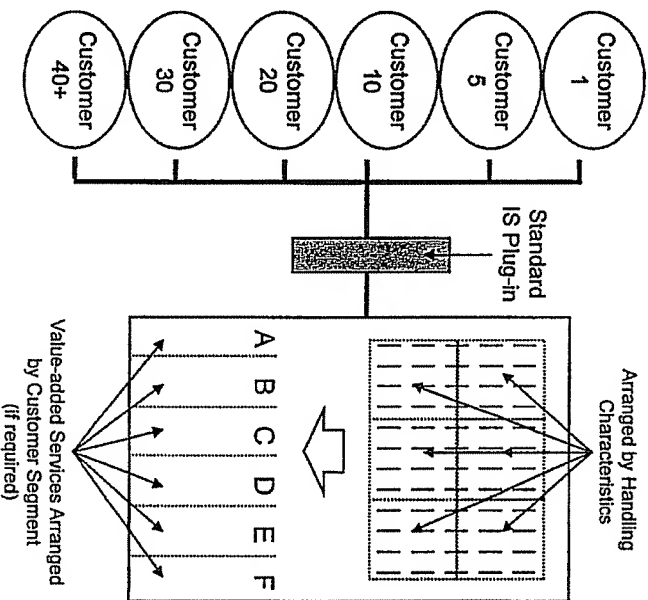 Customer
1
Customer
5
Customer
10
Customer
20
Customer
30
Customer
40+
Standard
IS Plug-in
Arranged by Handling
Characteristics
A
B
C
D
E
F
Value-added Services Arranged
by Customer Segment
(if required)